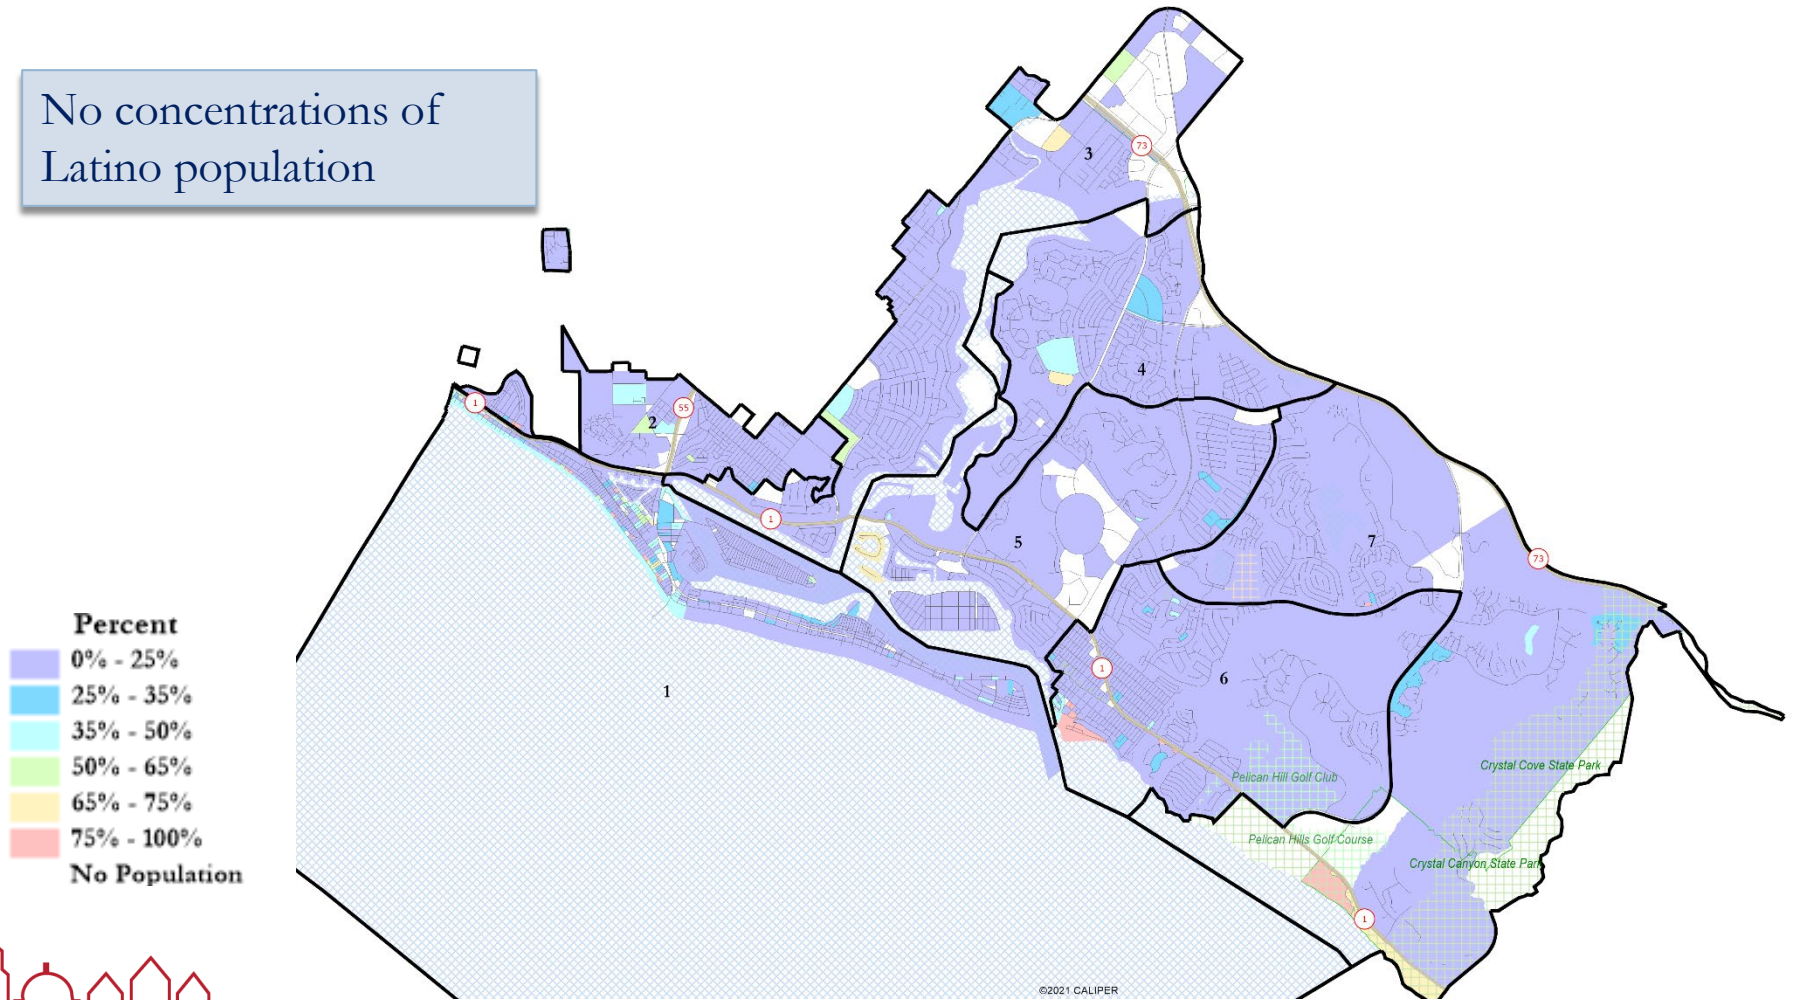 No concentrations of
Latino population
73
3
4
1
2
55
1
5
7
73
1
6
1
Percent
0% - 25%
25% - 35%
35% - 50%
50% - 65%
65% - 75%
75% - 100%
No Population
Pelican Hill Golf Club
Crystal Cove State Park
Pelican Hills Golf Course
Crystal Canyon State Park
1
©2021 CALIPER